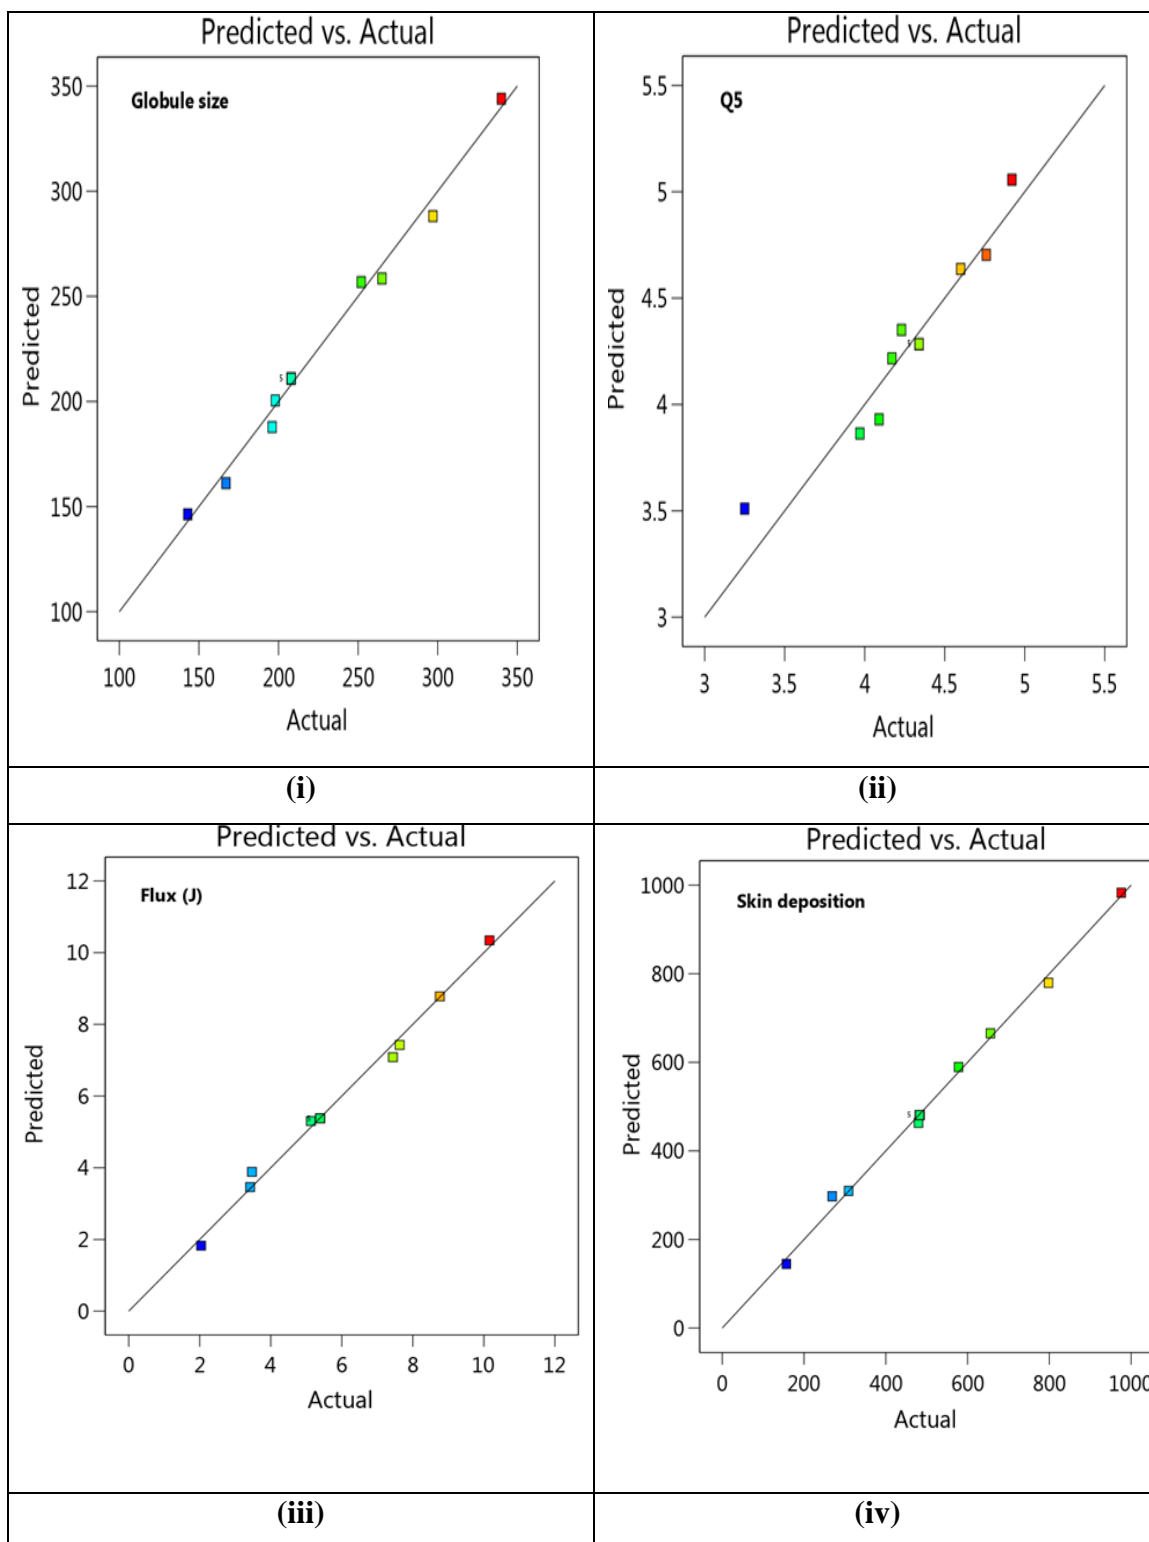 Predicted vs. Actual
Globule size
350
300
250
200
150
100
Predicted
5
100 150 200 250 300 350
Actual
(i)
Predicted vs. Actual
Q5
5.5
5
4.5
4
3.5
3
Predicted
5
3 3.5 4 4.5 5 5.5
Actual
(ii)
Predicted vs. Actual
Flux (J)
12
10
8
6
4
2
0
Predicted
0 2 4 6 8 10 12
Actual
(iii)
Predicted vs. Actual
Skin deposition
1000
800
600
400
200
0
Predicted
5
0 200 400 600 800 1000
Actual
(iv)